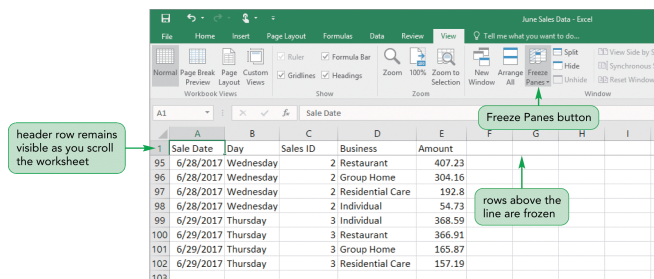 June Sales Data - Excel
File Home Insert Page Layout Formulas Data Review View Tell me what you want to do...
Normal Page Break Preview Page Layout Custom Views
Workbook Views
Ruler Formula Bar
Gridlines Headings
Show
Zoom 100% Zoom to Selection
Zoom
New Window Arrange All Freeze Panes
Split
Hide
Unhide
View Side by S
Synchronous
Reset Window
Window
A1 fx Sale Date
Freeze Panes button
header row remains
visible as you scroll
the worksheet
A B C D E F G H I
1 Sale Date Day Sales ID Business Amount
95 6/28/2017 Wednesday 2 Restaurant 407.23
96 6/28/2017 Wednesday 2 Group Home 304.16
97 6/28/2017 Wednesday 2 Residential Care 192.8
98 6/28/2017 Wednesday 2 Individual 54.73
99 6/29/2017 Thursday 3 Individual 368.59
100 6/29/2017 Thursday 3 Restaurant 366.91
101 6/29/2017 Thursday 3 Group Home 165.87
102 6/29/2017 Thursday 3 Residential Care 157.19
103
rows above the
line are frozen